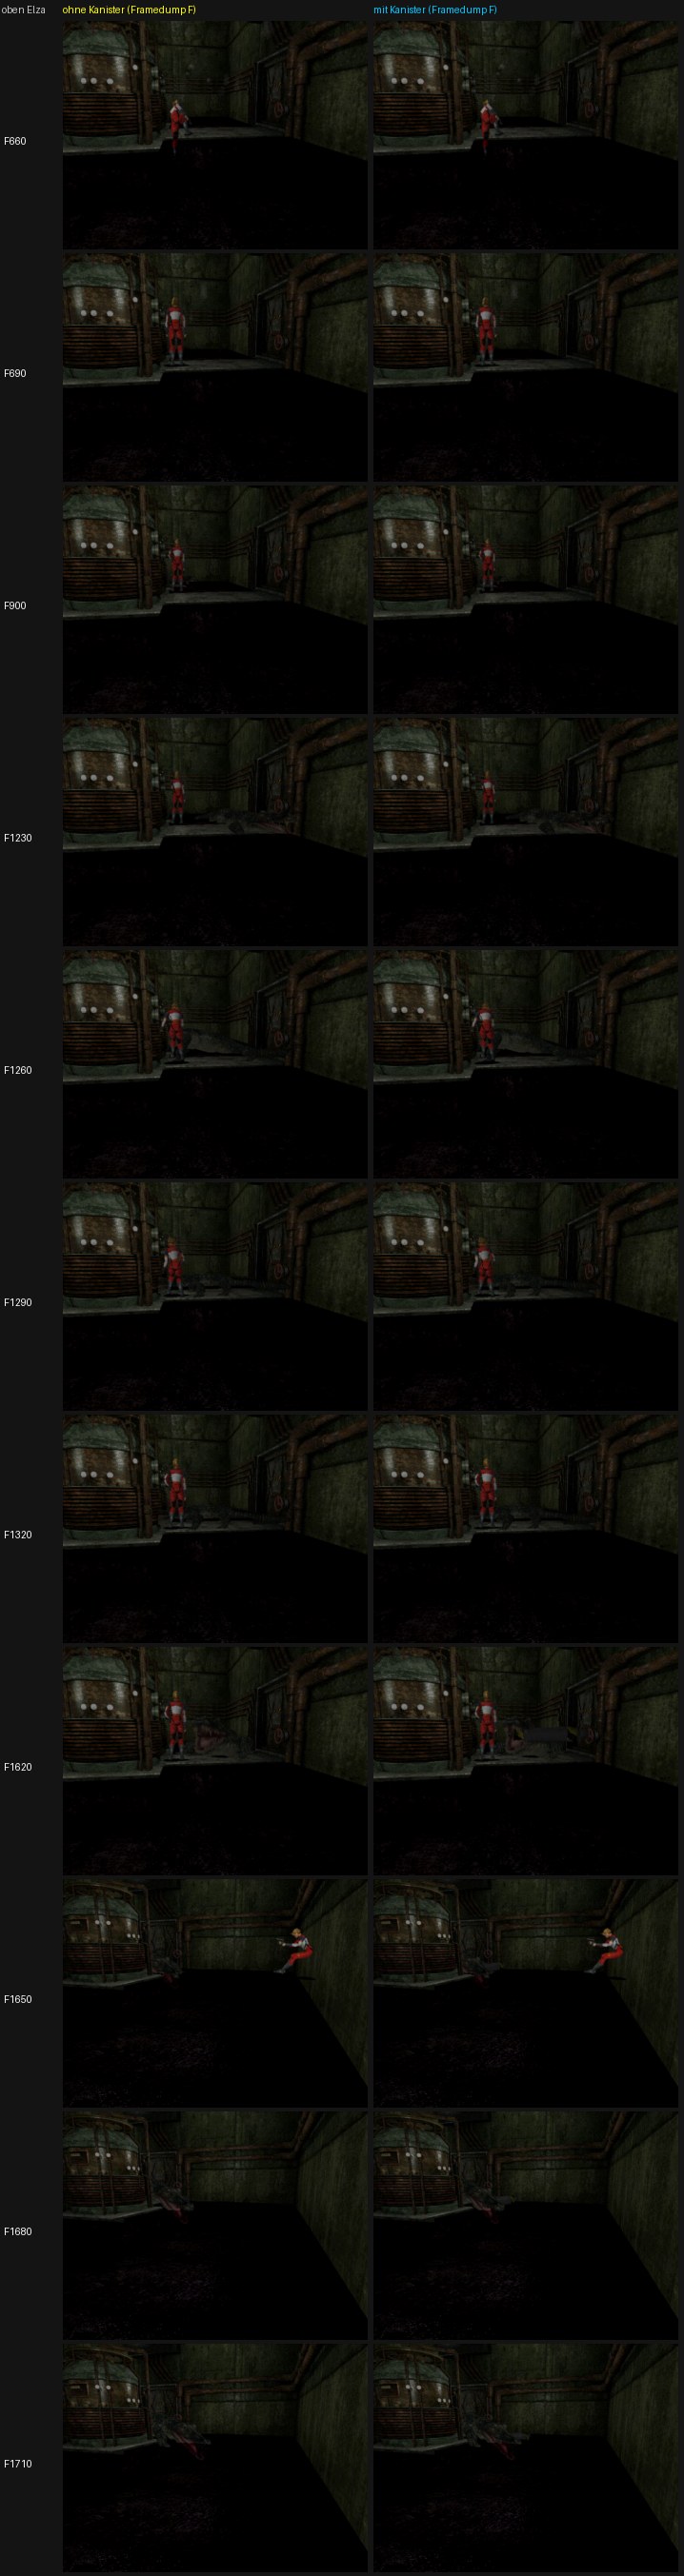 oben Elza ohne Kanister (Framedump F) mit Kanister (Framedump F)
F660
F690
F900
F1230
F1260
F1290
F1320
F1620
F1650
F1680
F1710